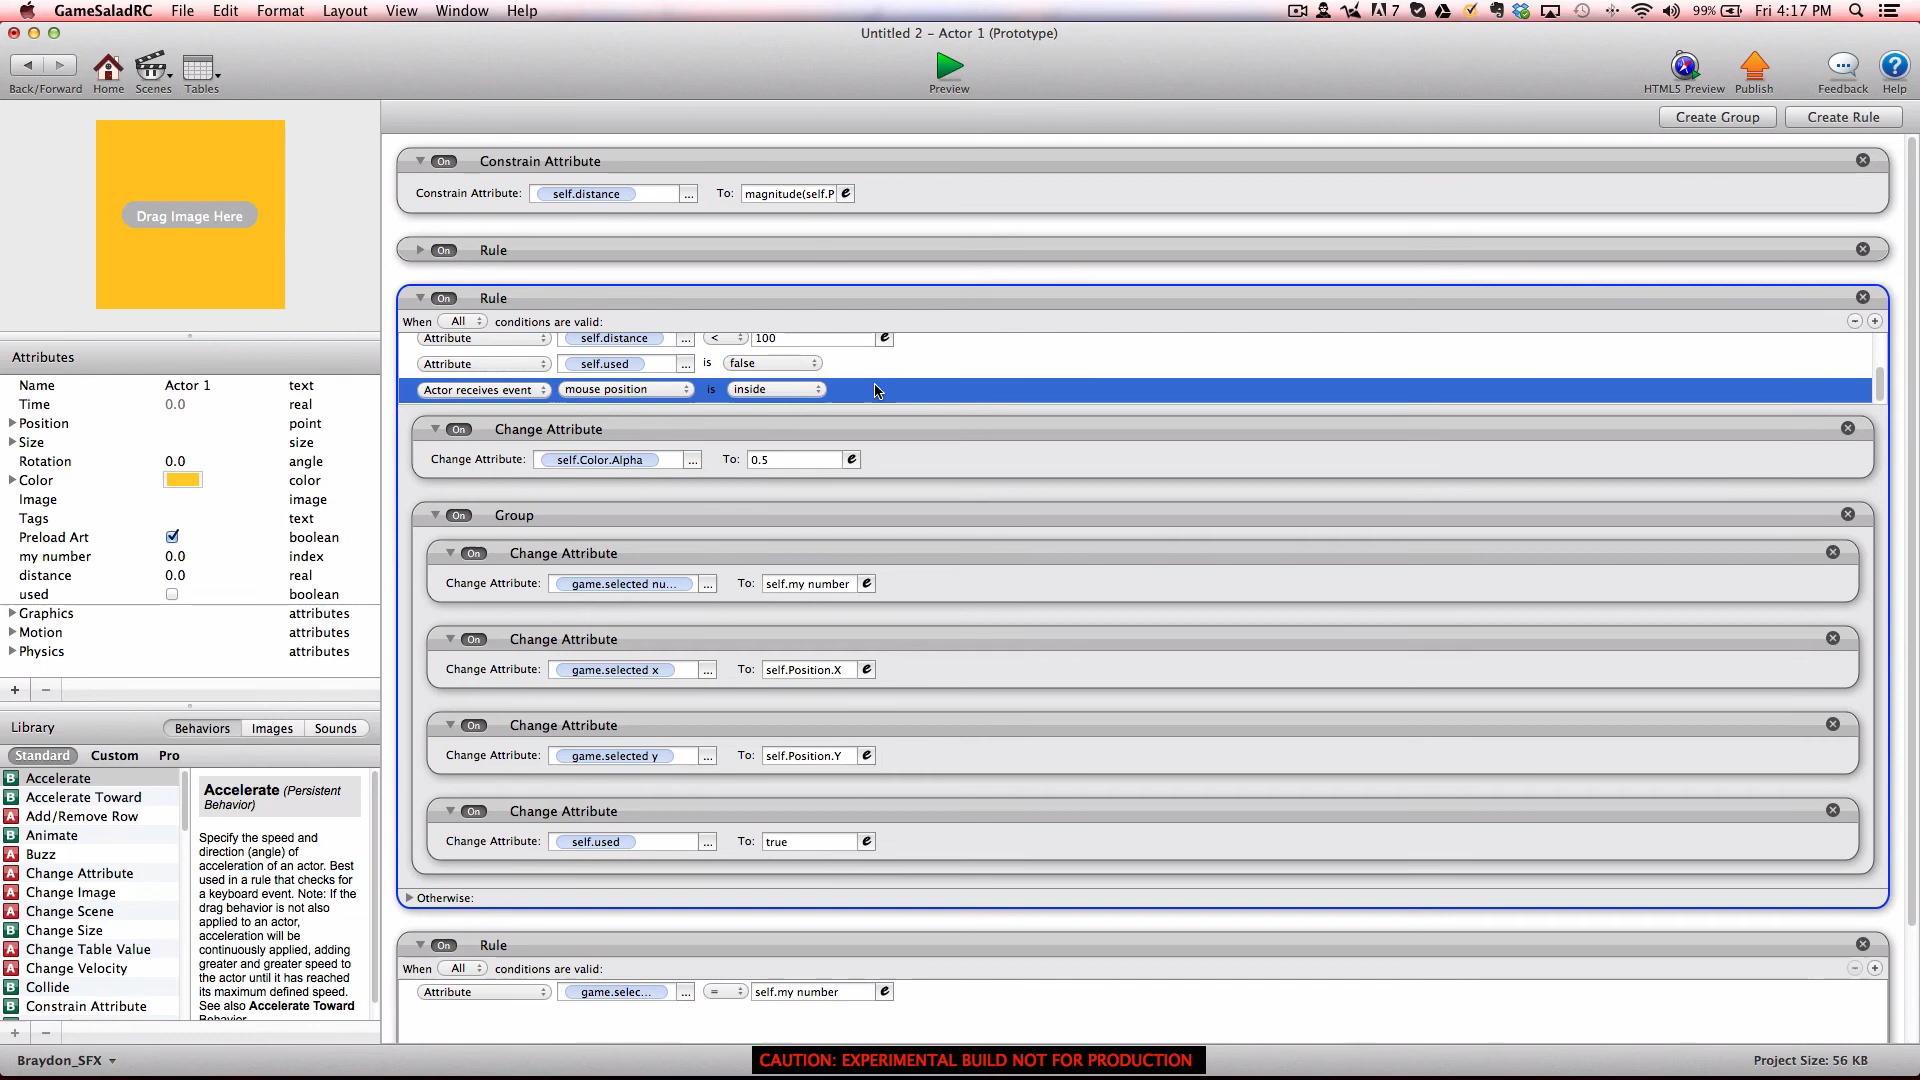 GameSaladRC File Edit Format Layout View Window Help 7 99% Fri 4:17 PM
Untitled 2 – Actor 1 (Prototype)
Back/Forward Home Scenes Tables Preview HTML5 Preview Publish Feedback Help
Create Group Create Rule
Drag Image Here
Attributes
Name Actor 1 text
Time 0.0 real
Position point
Size size
Rotation 0.0 angle
Color color
Image image
Tags text
Preload Art boolean
my number 0.0 index
distance 0.0 real
used boolean
Graphics attributes
Motion attributes
Physics attributes
+ −
Library Behaviors Images Sounds
Standard Custom Pro
B Accelerate
B Accelerate Toward
A Add/Remove Row
B Animate
A Buzz
A Change Attribute
A Change Image
A Change Scene
B Change Size
A Change Table Value
A Change Velocity
B Collide
B Constrain Attribute
Accelerate (Persistent
Behavior)
Specify the speed and
direction (angle) of
acceleration of an actor. Best
used in a rule that checks for
a keyboard event. Note: If the
drag behavior is not also
applied to an actor,
acceleration will be
continuously applied, adding
greater and greater speed to
the actor until it has reached
its maximum defined speed.
See also Accelerate Toward
Behavior.
+ −
Braydon_SFX
On Constrain Attribute
Constrain Attribute: self.distance ... To: magnitude(self.P e
On Rule
On Rule
When All conditions are valid: − +
Attribute self.distance ... < 100 e
Attribute self.used ... is false
Actor receives event mouse position is inside
On Change Attribute
Change Attribute: self.Color.Alpha ... To: 0.5 e
On Group
On Change Attribute
Change Attribute: game.selected nu... ... To: self.my number e
On Change Attribute
Change Attribute: game.selected x ... To: self.Position.X e
On Change Attribute
Change Attribute: game.selected y ... To: self.Position.Y e
On Change Attribute
Change Attribute: self.used ... To: true e
Otherwise:
On Rule
When All conditions are valid: − +
Attribute game.selec... ... = self.my number e
CAUTION: EXPERIMENTAL BUILD NOT FOR PRODUCTION
Project Size: 56 KB